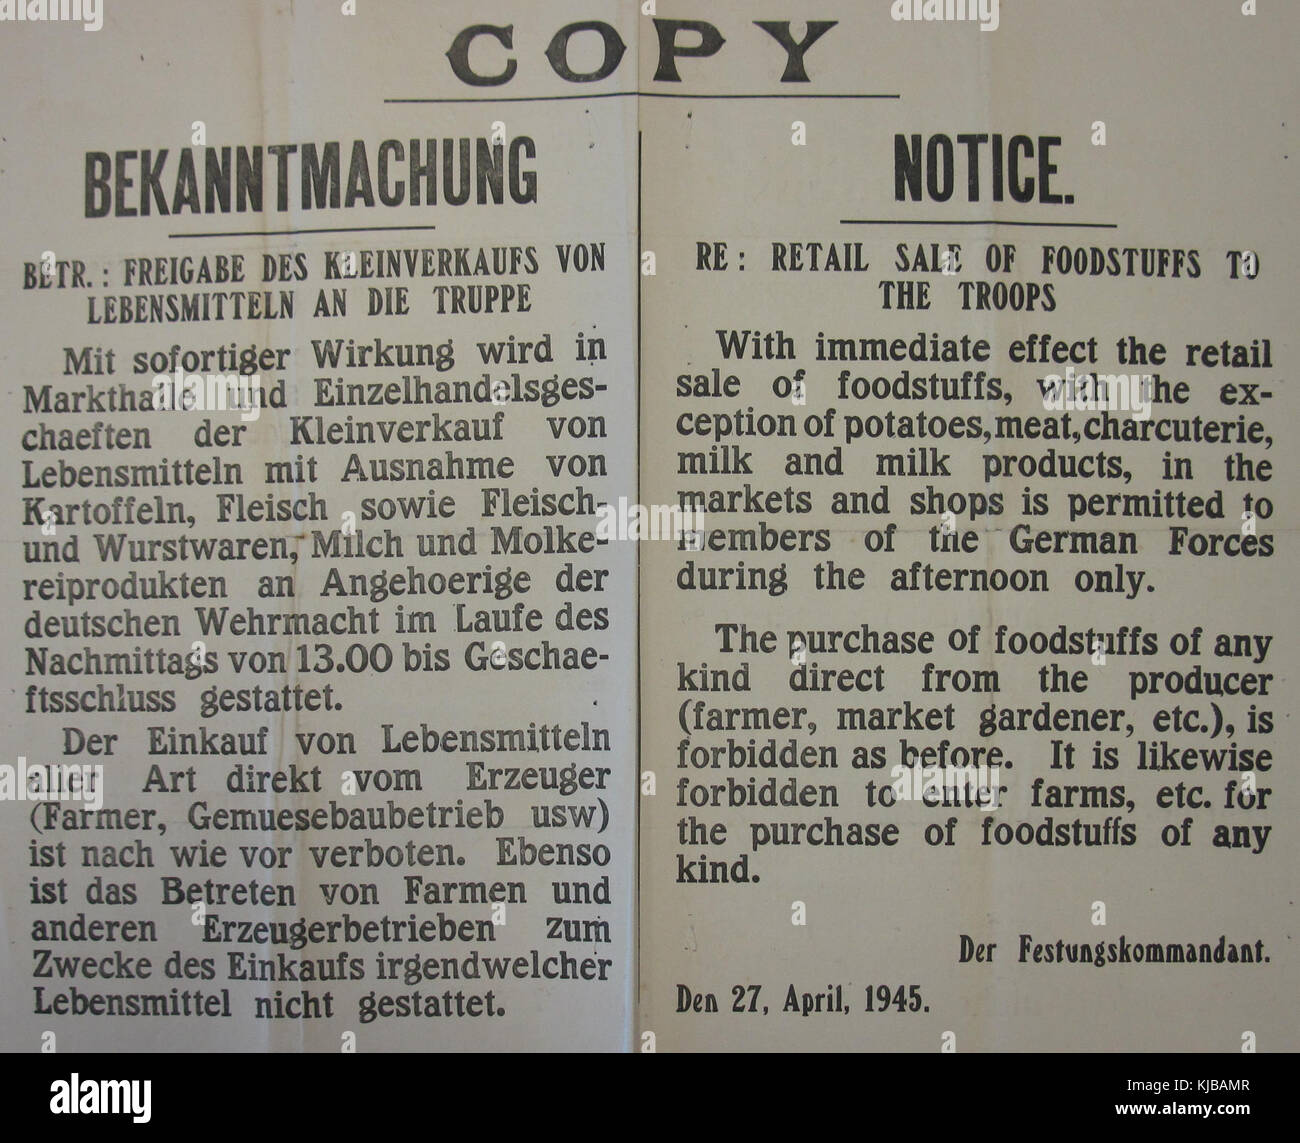 COPY
BEKANNTMACHUNG
BETR.: FREIGABE DES KLEINVERKAUFS VON
LEBENSMITTELN AN DIE TRUPPE
Mit sofortiger Wirkung wird in
Markthalle und Einzelhandelsges-
chaeften der Kleinverkauf von
Lebensmitteln mit Ausnahme von
Kartoffeln, Fleisch sowie Fleisch-
und Wurstwaren, Milch und Molke-
reiprodukten an Angehoerige der
deutschen Wehrmacht im Laufe des
Nachmittags von 13.00 bis Geschae-
ftsschluss gestattet.
Der Einkauf von Lebensmitteln
aller Art direkt vom Erzeuger
(Farmer, Gemuesebaubetrieb usw)
ist nach wie vor verboten. Ebenso
ist das Betreten von Farmen und
anderen Erzeugerbetrieben zum
Zwecke des Einkaufs irgendwelcher
Lebensmittel nicht gestattet.
NOTICE.
RE: RETAIL SALE OF FOODSTUFFS TO
THE TROOPS
With immediate effect the retail
sale of foodstuffs, with the ex-
ception of potatoes, meat, charcuterie,
milk and milk products, in the
markets and shops is permitted to
members of the German Forces
during the afternoon only.
The purchase of foodstuffs of any
kind direct from the producer
(farmer, market gardener, etc.), is
forbidden as before. It is likewise
forbidden to enter farms, etc. for
the purchase of foodstuffs of any
kind.
Der Festungskommandant.
Den 27, April, 1945.
alamy
alamy stock photo
KJBAMR
www.alamy.com